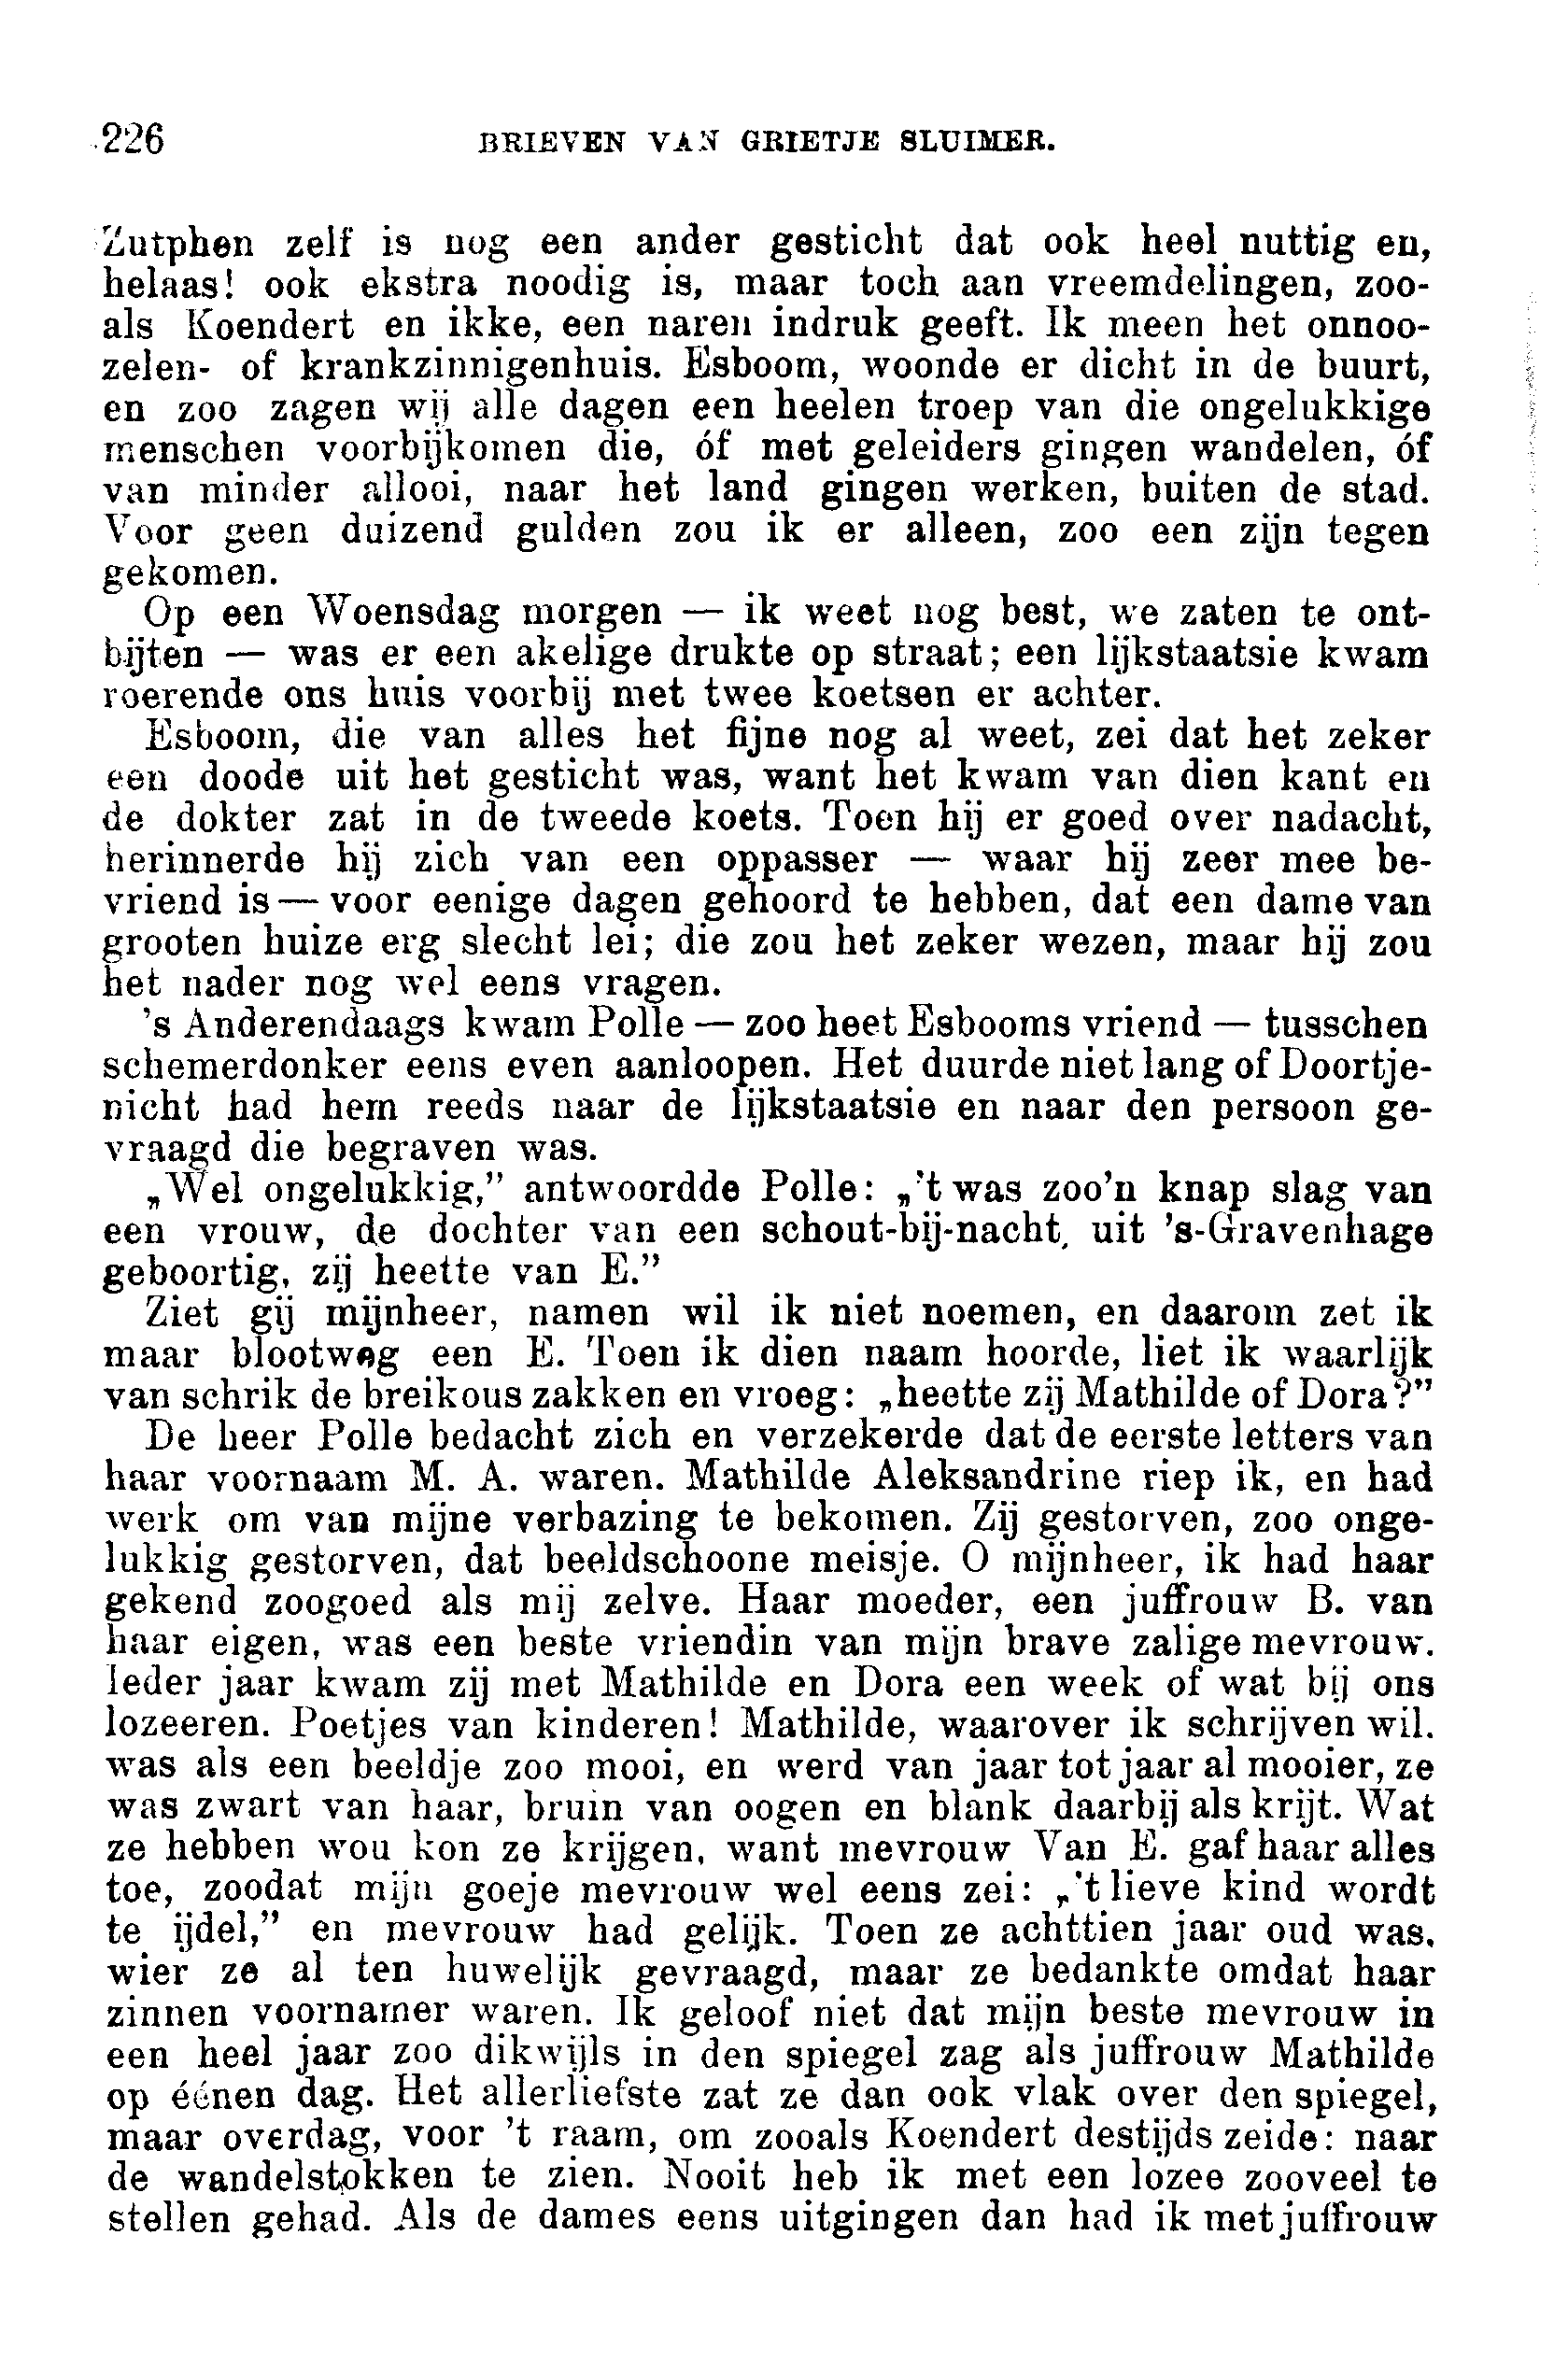 226 BRIEVEN VAN GRIETJE SLUIMER.
Zutphen zelf is nog een ander gesticht dat ook heel nuttig en,
helaas! ook ekstra noodig is, maar toch aan vreemdelingen, zoo-
als Koendert en ikke, een naren indruk geeft. Ik meen het onnoo-
zelen- of krankzinnigenhuis. Esboom, woonde er dicht in de buurt,
en zoo zagen wij alle dagen een heelen troep van die ongelukkige
menschen voorbijkomen die, óf met geleiders gingen wandelen, óf
van minder allooi, naar het land gingen werken, buiten de stad.
Voor geen duizend gulden zou ik er alleen, zoo een zijn tegen
gekomen.
Op een Woensdag morgen — ik weet nog best, we zaten te ont-
bijten — was er een akelige drukte op straat; een lijkstaatsie kwam
roerende ons huis voorbij met twee koetsen er achter.
Esboom, die van alles het fijne nog al weet, zei dat het zeker
een doode uit het gesticht was, want het kwam van dien kant en
de dokter zat in de tweede koets. Toen hij er goed over nadacht,
herinnerde hij zich van een oppasser — waar hij zeer mee be-
vriend is — voor eenige dagen gehoord te hebben, dat een dame van
grooten huize erg slecht lei; die zou het zeker wezen, maar hij zou
het nader nog wel eens vragen.
's Anderendaags kwam Polle — zoo heet Esbooms vriend — tusschen
schemerdonker eens even aanloopen. Het duurde niet lang of Doortje-
nicht had hem reeds naar de lijkstaatsie en naar den persoon ge-
vraagd die begraven was.
„Wel ongelukkig,” antwoordde Polle: „'t was zoo'n knap slag van
een vrouw, de dochter van een schout-bij-nacht, uit 's-Gravenhage
geboortig, zij heette van E.”
Ziet gij mijnheer, namen wil ik niet noemen, en daarom zet ik
maar blootweg een E. Toen ik dien naam hoorde, liet ik waarlijk
van schrik de breikous zakken en vroeg: „heette zij Mathilde of Dora?”
De heer Polle bedacht zich en verzekerde dat de eerste letters van
haar voornaam M. A. waren. Mathilde Aleksandrine riep ik, en had
werk om van mijne verbazing te bekomen. Zij gestorven, zoo onge-
lukkig gestorven, dat beeldschoone meisje. O mijnheer, ik had haar
gekend zoogoed als mij zelve. Haar moeder, een juffrouw B. van
haar eigen, was een beste vriendin van mijn brave zalige mevrouw.
Ieder jaar kwam zij met Mathilde en Dora een week of wat bij ons
lozeeren. Poetjes van kinderen! Mathilde, waarover ik schrijven wil.
was als een beeldje zoo mooi, en werd van jaar tot jaar al mooier, ze
was zwart van haar, bruin van oogen en blank daarbij als krijt. Wat
ze hebben wou kon ze krijgen, want mevrouw Van E. gaf haar alles
toe, zoodat mijn goeje mevrouw wel eens zei: „'t lieve kind wordt
te ijdel,” en mevrouw had gelijk. Toen ze achttien jaar oud was,
wier ze al ten huwelijk gevraagd, maar ze bedankte omdat haar
zinnen voornamer waren. Ik geloof niet dat mijn beste mevrouw in
een heel jaar zoo dikwijls in den spiegel zag als juffrouw Mathilde
op éénen dag. Het allerliefste zat ze dan ook vlak over den spiegel,
maar overdag, voor 't raam, om zooals Koendert destijds zeide: naar
de wandelstokken te zien. Nooit heb ik met een lozee zooveel te
stellen gehad. Als de dames eens uitgingen dan had ik met juffrouw